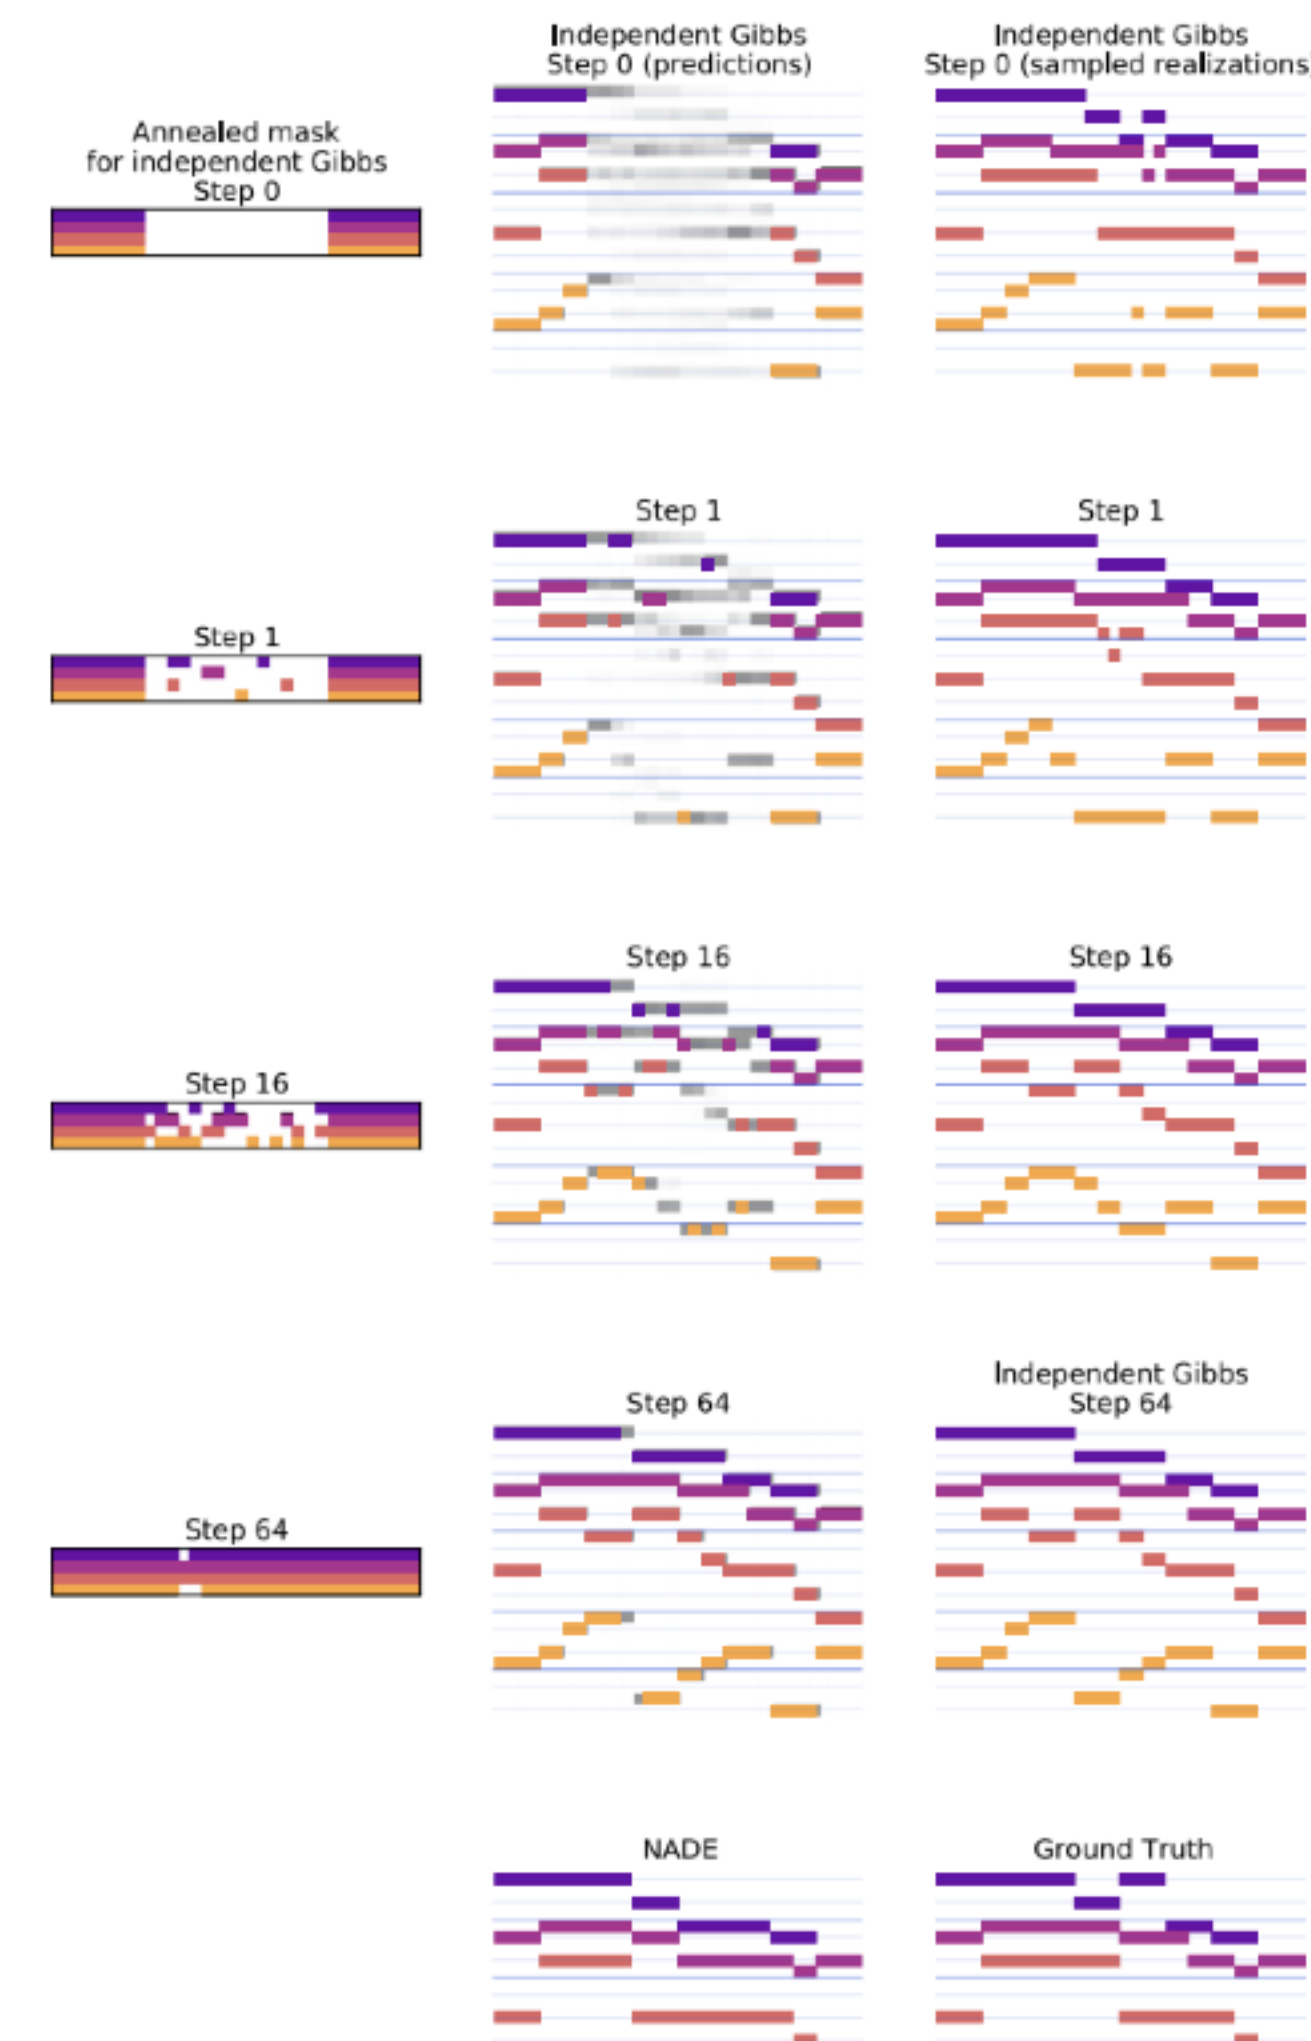 Independent Gibbs
Step 0 (predictions)
Independent Gibbs
Step 0 (sampled realizations)
Annealed mask
for independent Gibbs
Step 0
Step 1
Step 1
Step 1
Step 16
Step 16
Step 16
Step 64
Independent Gibbs
Step 64
Step 64
NADE
Ground Truth